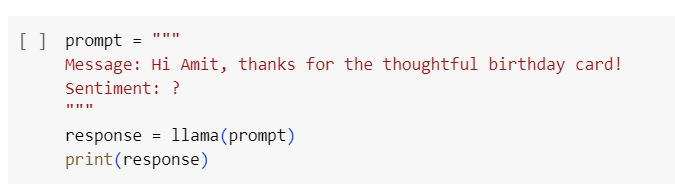 [ ] prompt = """
Message: Hi Amit, thanks for the thoughtful birthday card!
Sentiment: ?
"""
response = llama(prompt)
print(response)